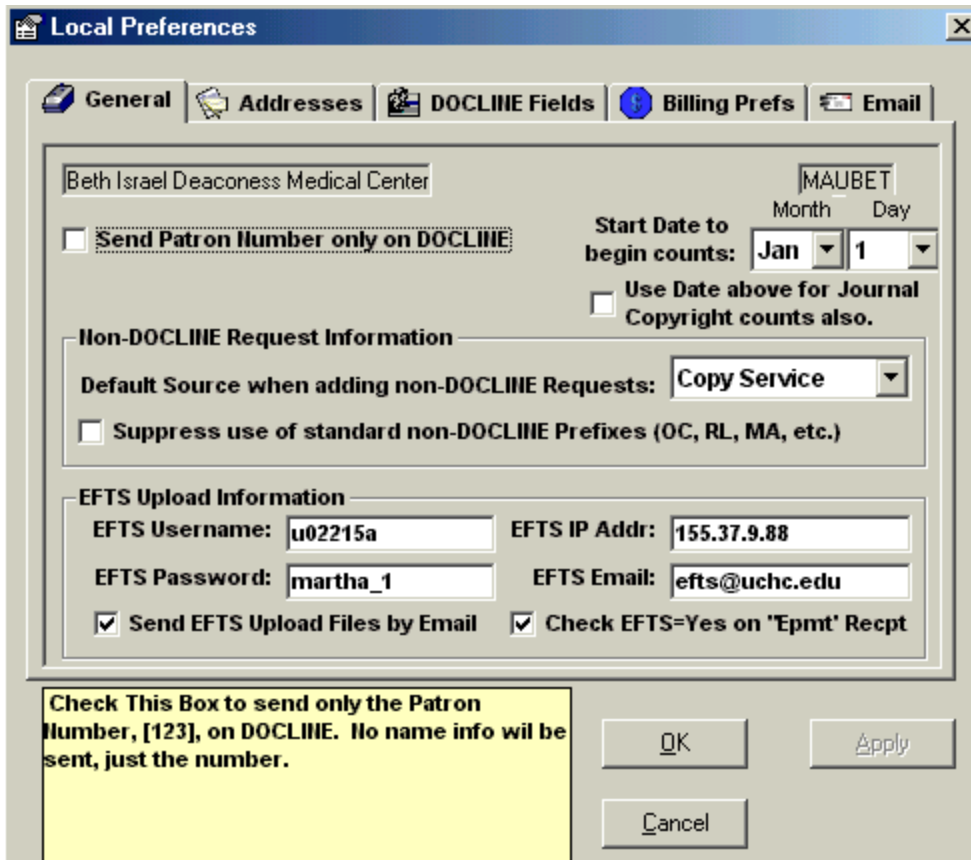 Local Preferences
General Addresses DOCLINE Fields Billing Prefs Email
Beth Israel Deaconess Medical Center
MAUBET
Month Day
Send Patron Number only on DOCLINE
Start Date to
begin counts:
Jan 1
Use Date above for Journal
Copyright counts also.
Non-DOCLINE Request Information
Default Source when adding non-DOCLINE Requests: Copy Service
Suppress use of standard non-DOCLINE Prefixes (OC, RL, MA, etc.)
EFTS Upload Information
EFTS Username: u02215a EFTS IP Addr: 155.37.9.88
EFTS Password: martha_1 EFTS Email: efts@uchc.edu
Send EFTS Upload Files by Email Check EFTS=Yes on "Epmt' Recpt
Check This Box to send only the Patron
Number, [123], on DOCLINE. No name info wil be
sent, just the number.
OK Apply
Cancel